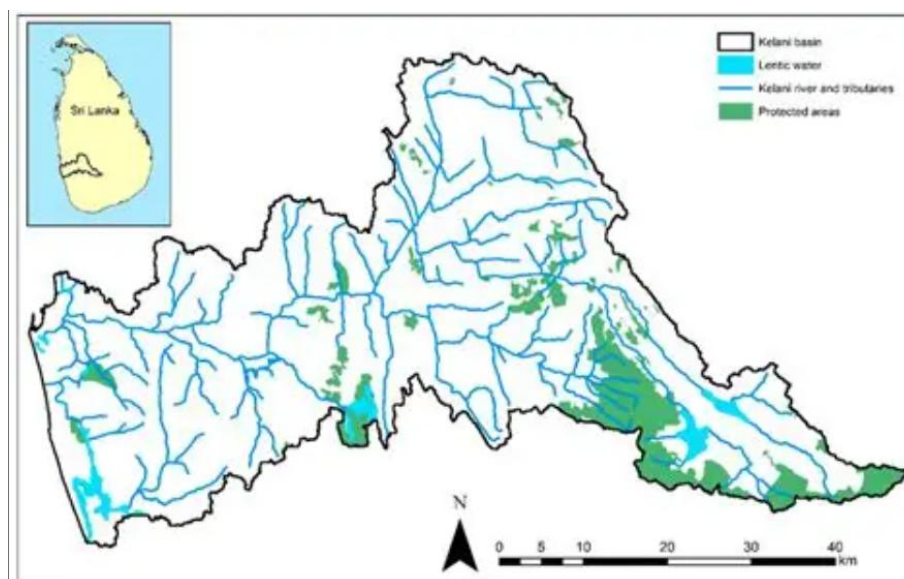 Sri Lanka
Kelani basin
Lentic water
Kelani river and tributaries
Protected areas
N
0 5 10 20 30 40
km